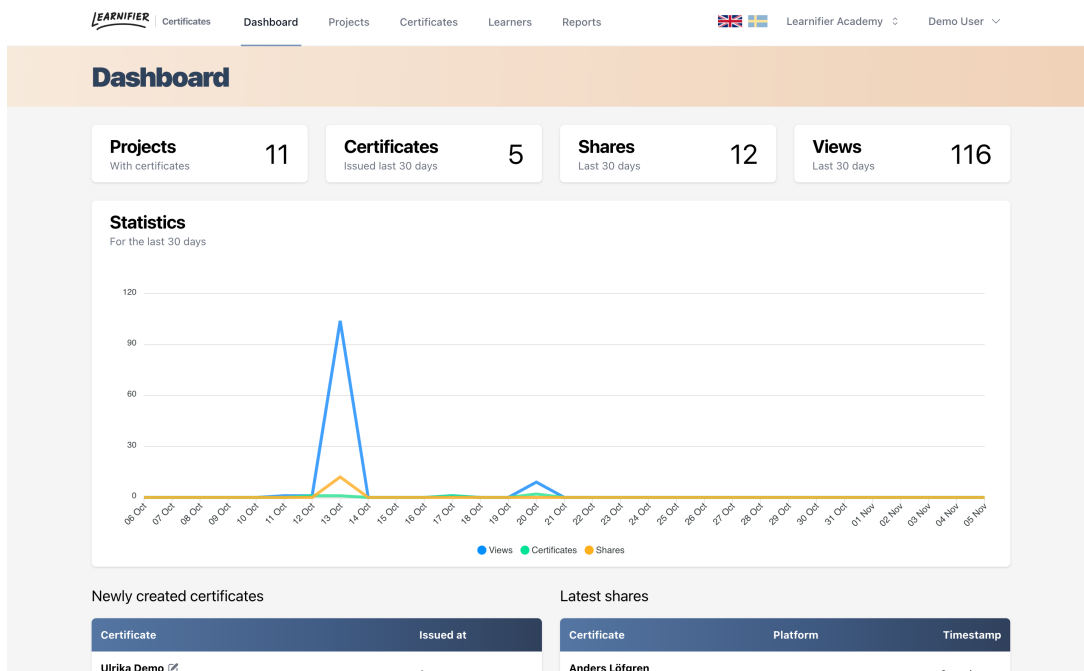 LEARNIFIER Certificates Dashboard Projects Certificates Learners Reports Learnifier Academy Demo User
Dashboard
Projects
With certificates
11
Certificates
Issued last 30 days
5
Shares
Last 30 days
12
Views
Last 30 days
116
Statistics
For the last 30 days
120
90
60
30
0
06 Oct 07 Oct 08 Oct 09 Oct 10 Oct 11 Oct 12 Oct 13 Oct 14 Oct 15 Oct 16 Oct 17 Oct 18 Oct 19 Oct 20 Oct 21 Oct 22 Oct 23 Oct 24 Oct 25 Oct 26 Oct 27 Oct 28 Oct 29 Oct 30 Oct 31 Oct 01 Nov 02 Nov 03 Nov 04 Nov 05 Nov
Views Certificates Shares
Newly created certificates
Certificate Issued at
Ulrika Demo
Latest shares
Certificate Platform Timestamp
Anders Löfgren